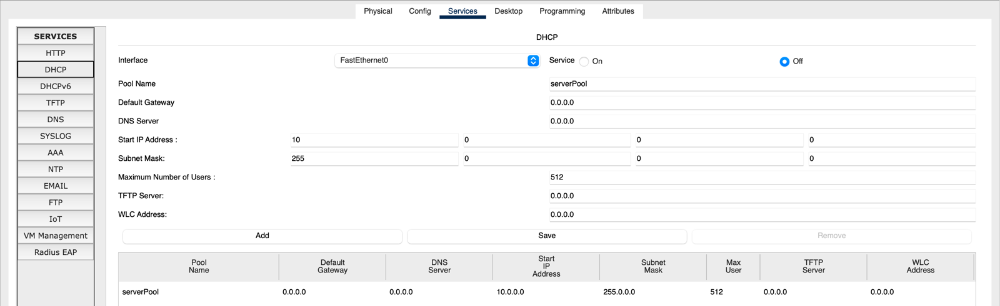 Physical Config Services Desktop Programming Attributes
SERVICES
HTTP
DHCP
DHCPv6
TFTP
DNS
SYSLOG
AAA
NTP
EMAIL
FTP
IoT
VM Management
Radius EAP
DHCP
Interface FastEthernet0 Service On Off
Pool Name serverPool
Default Gateway 0.0.0.0
DNS Server 0.0.0.0
Start IP Address : 10 0 0 0
Subnet Mask: 255 0 0 0
Maximum Number of Users : 512
TFTP Server: 0.0.0.0
WLC Address: 0.0.0.0
Add Save Remove
Pool Name Default Gateway DNS Server Start IP Address Subnet Mask Max User TFTP Server WLC Address
serverPool 0.0.0.0 0.0.0.0 10.0.0.0 255.0.0.0 512 0.0.0.0 0.0.0.0